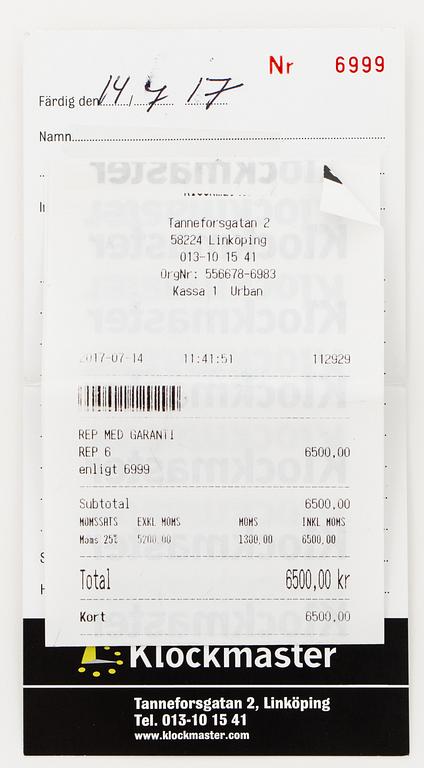 Nr 6999
Färdig den 14/7 17
Namn
Tanneforsgatan 2
58224 Linköping
013-10 15 41
OrgNr: 556678-6983
Kassa 1 Urban
2017-07-14 11:41:51 112929
REP MED GARANTI
REP 6 6500,00
enligt 6999
Subtotal 6500,00
MOMSSATS EXKL MOMS MOMS INKL MOMS
Moms 25% 5200,00 1300,00 6500,00
Total 6500,00 kr
Kort 6500,00
Klockmaster
Tanneforsgatan 2, Linköping
Tel. 013-10 15 41
www.klockmaster.com